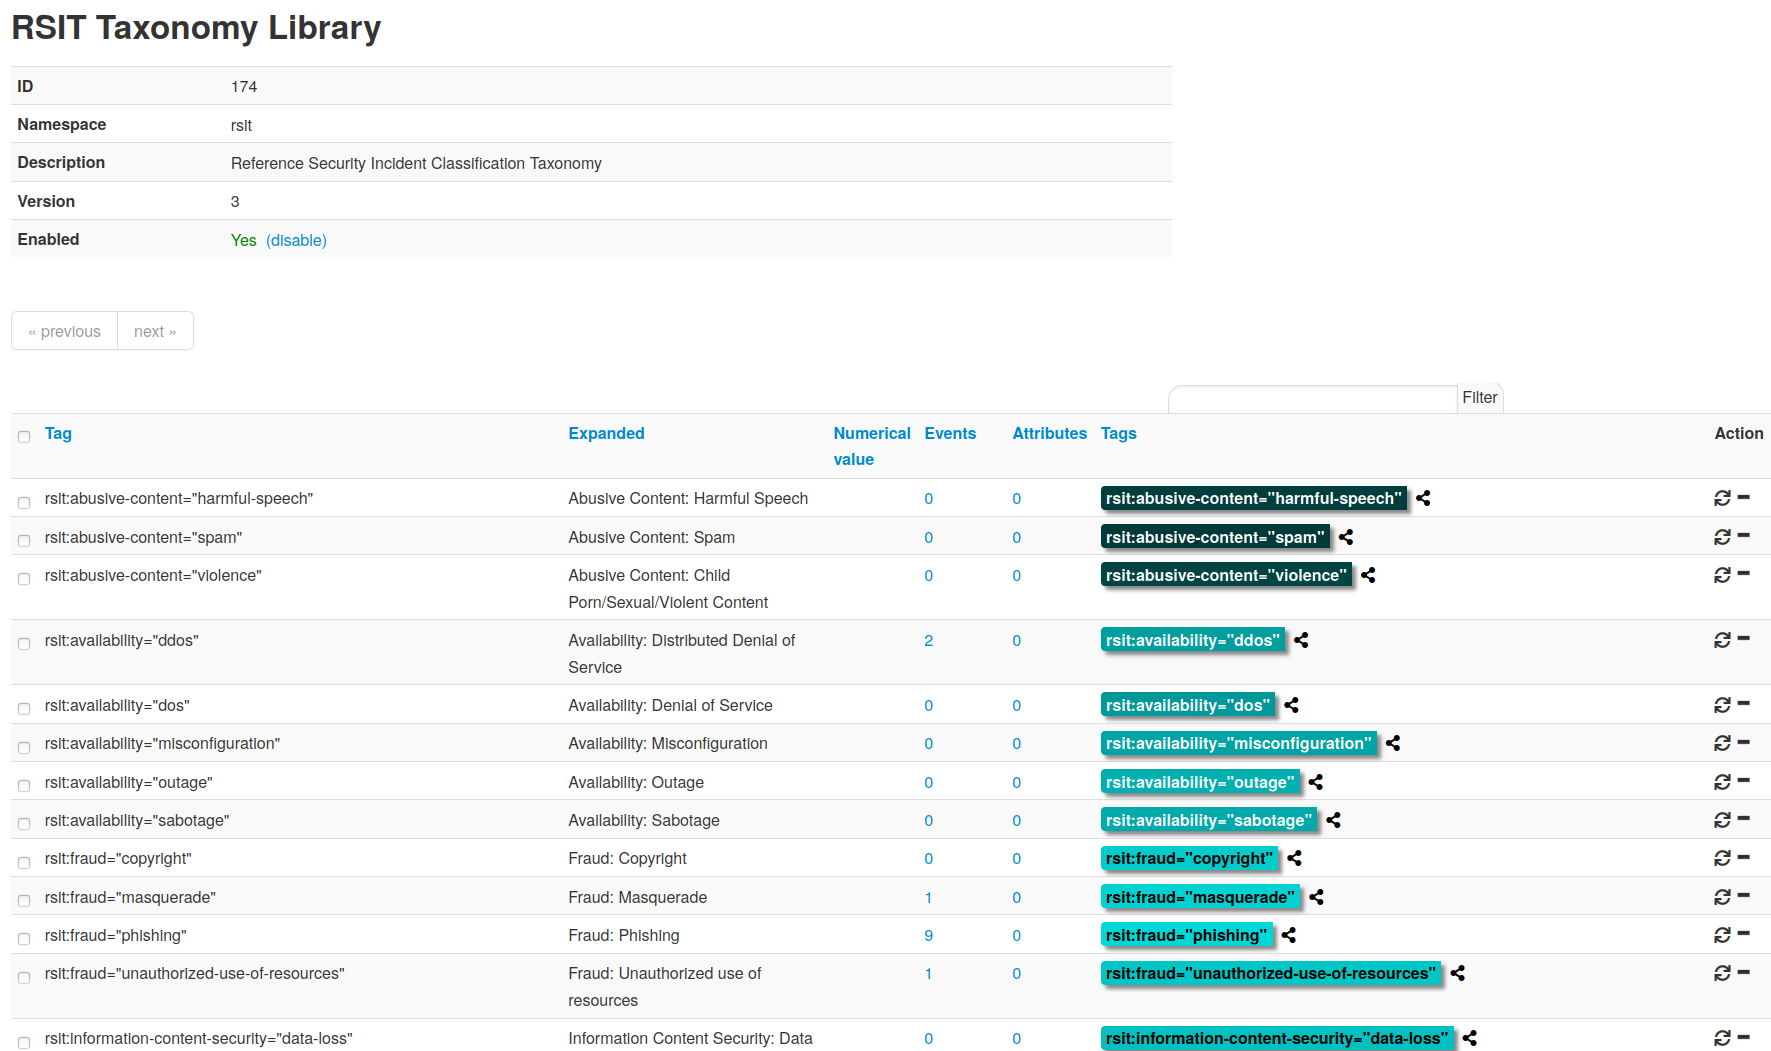 RSIT Taxonomy Library
ID 174
Namespace rsit
Description Reference Security Incident Classification Taxonomy
Version 3
Enabled Yes (disable)
« previous next »
Filter
Tag Expanded Numerical value Events Attributes Tags Action
rsit:abusive-content="harmful-speech" Abusive Content: Harmful Speech 0 0 rsit:abusive-content="harmful-speech"
rsit:abusive-content="spam" Abusive Content: Spam 0 0 rsit:abusive-content="spam"
rsit:abusive-content="violence" Abusive Content: Child 0 0 rsit:abusive-content="violence"
Porn/Sexual/Violent Content
rsit:availability="ddos" Availability: Distributed Denial of 2 0 rsit:availability="ddos"
Service
rsit:availability="dos" Availability: Denial of Service 0 0 rsit:availability="dos"
rsit:availability="misconfiguration" Availability: Misconfiguration 0 0 rsit:availability="misconfiguration"
rsit:availability="outage" Availability: Outage 0 0 rsit:availability="outage"
rsit:availability="sabotage" Availability: Sabotage 0 0 rsit:availability="sabotage"
rsit:fraud="copyright" Fraud: Copyright 0 0 rsit:fraud="copyright"
rsit:fraud="masquerade" Fraud: Masquerade 1 0 rsit:fraud="masquerade"
rsit:fraud="phishing" Fraud: Phishing 9 0 rsit:fraud="phishing"
rsit:fraud="unauthorized-use-of-resources" Fraud: Unauthorized use of 1 0 rsit:fraud="unauthorized-use-of-resources"
resources
rsit:information-content-security="data-loss" Information Content Security: Data 0 0 rsit:information-content-security="data-loss"